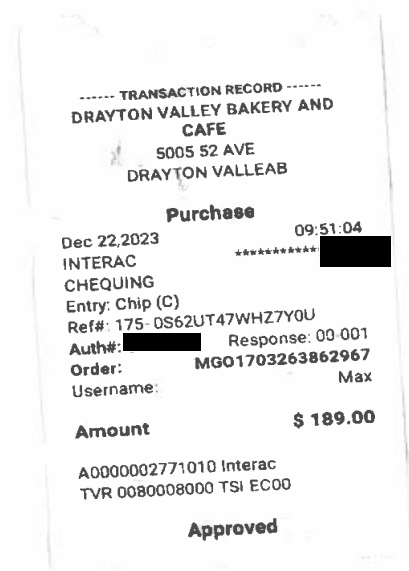 ------ TRANSACTION RECORD ------
DRAYTON VALLEY BAKERY AND
CAFE
5005 52 AVE
DRAYTON VALLEAB
Purchase
Dec 22,2023 09:51:04
INTERAC ************
CHEQUING
Entry: Chip (C)
Ref#: 175-0S62UT47WHZ7Y0U
Auth#: Response: 00-001
Order: MGO1703263862967
Username: Max
Amount $ 189.00
A0000002771010 Interac
TVR 0080008000 TSI EC00
Approved